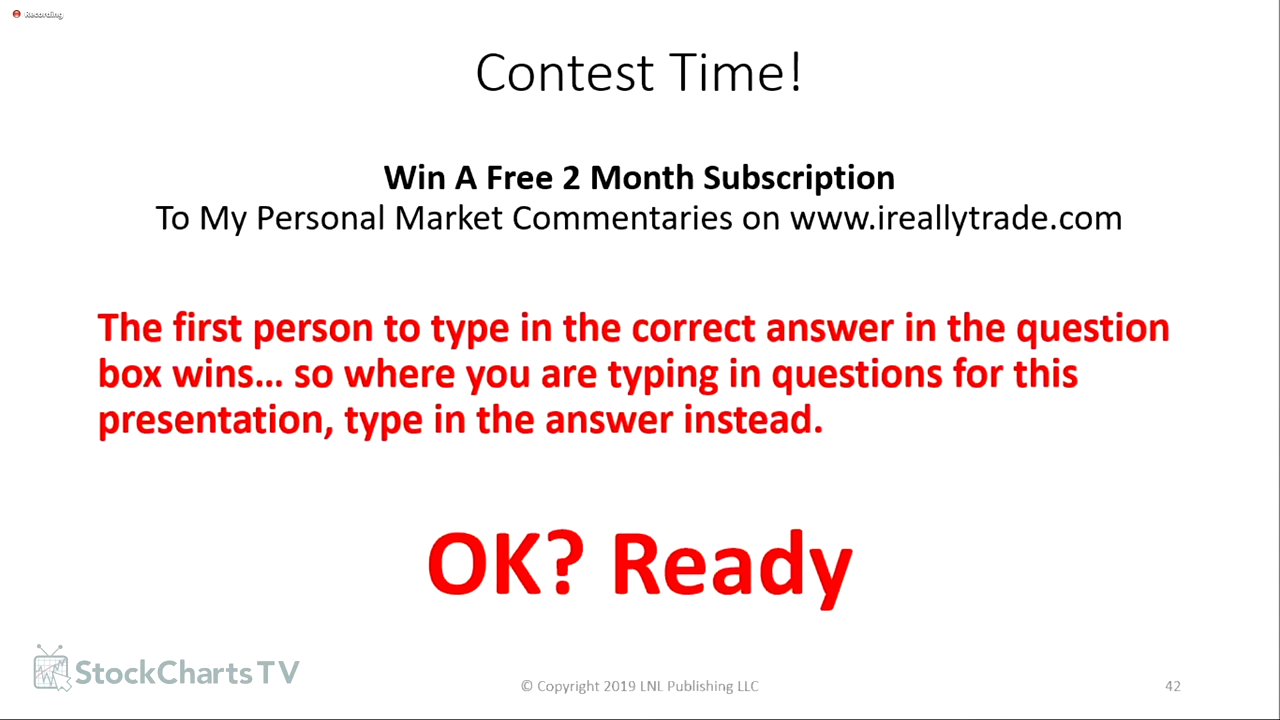 Recording
Contest Time!
Win A Free 2 Month Subscription
To My Personal Market Commentaries on www.ireallytrade.com
The first person to type in the correct answer in the question
box wins... so where you are typing in questions for this
presentation, type in the answer instead.
OK? Ready
StockChartsTV
© Copyright 2019 LNL Publishing LLC
42